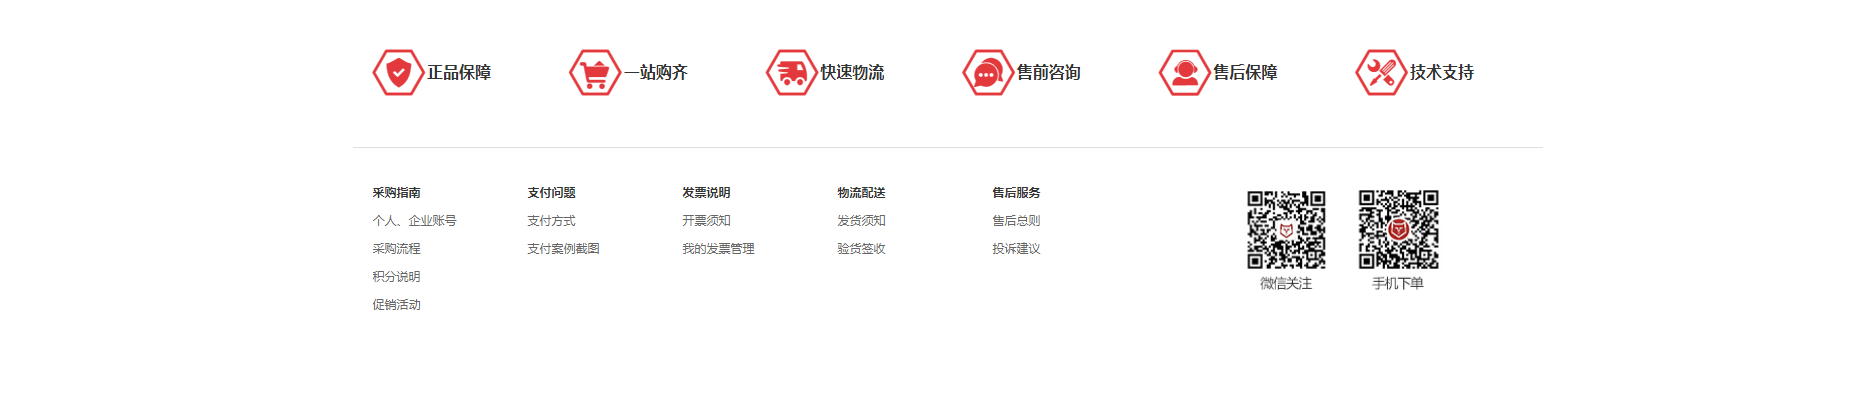 正品保障
一站购齐
快速物流
售前咨询
售后保障
技术支持
采购指南
个人、企业账号
采购流程
积分说明
促销活动
支付问题
支付方式
支付案例截图
发票说明
开票须知
我的发票管理
物流配送
发货须知
验货签收
售后服务
售后总则
投诉建议
微信关注
手机下单